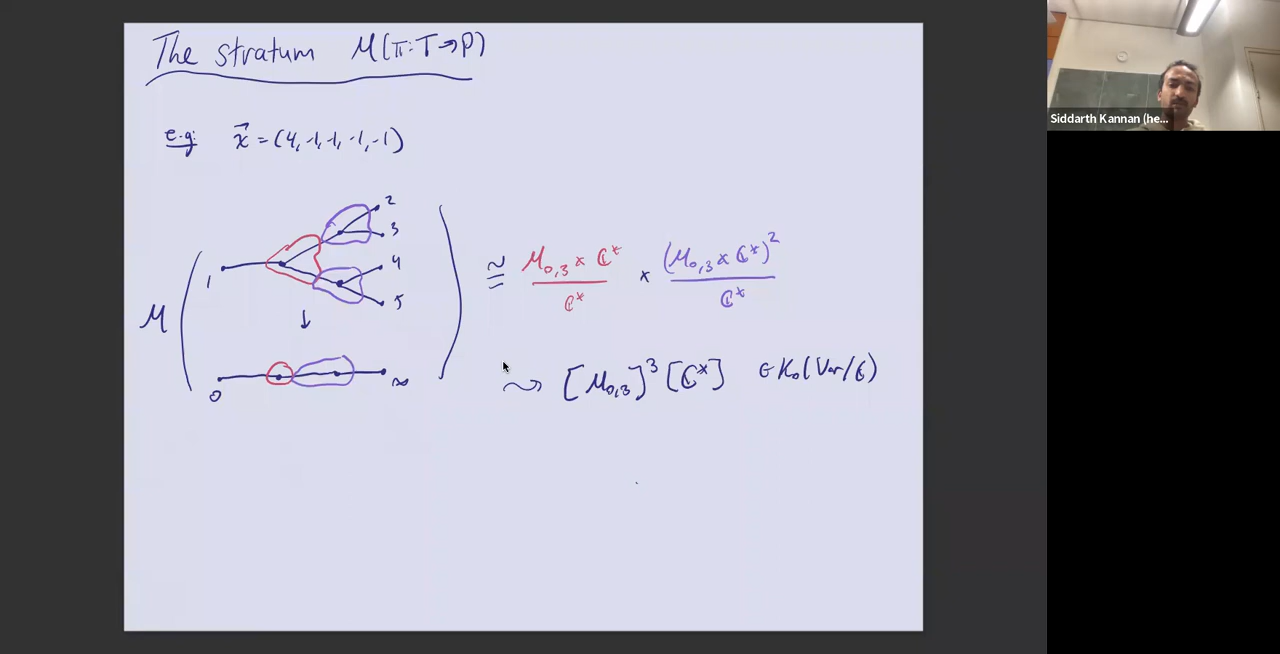 The stratum M(π: T→P)
e.g: x⃗ = (4, -1, -1, -1, -1)
M ( 1 2 3 4 5 ↓ 0 ∞ ) ≅ M₀,₃ × ℂ* / ℂ* × (M₀,₃ × ℂ*)² / ℂ*
⇝ [M₀,₃]³ [ℂ*] ∈ K₀(Var/ℂ)
Siddarth Kannan (he...